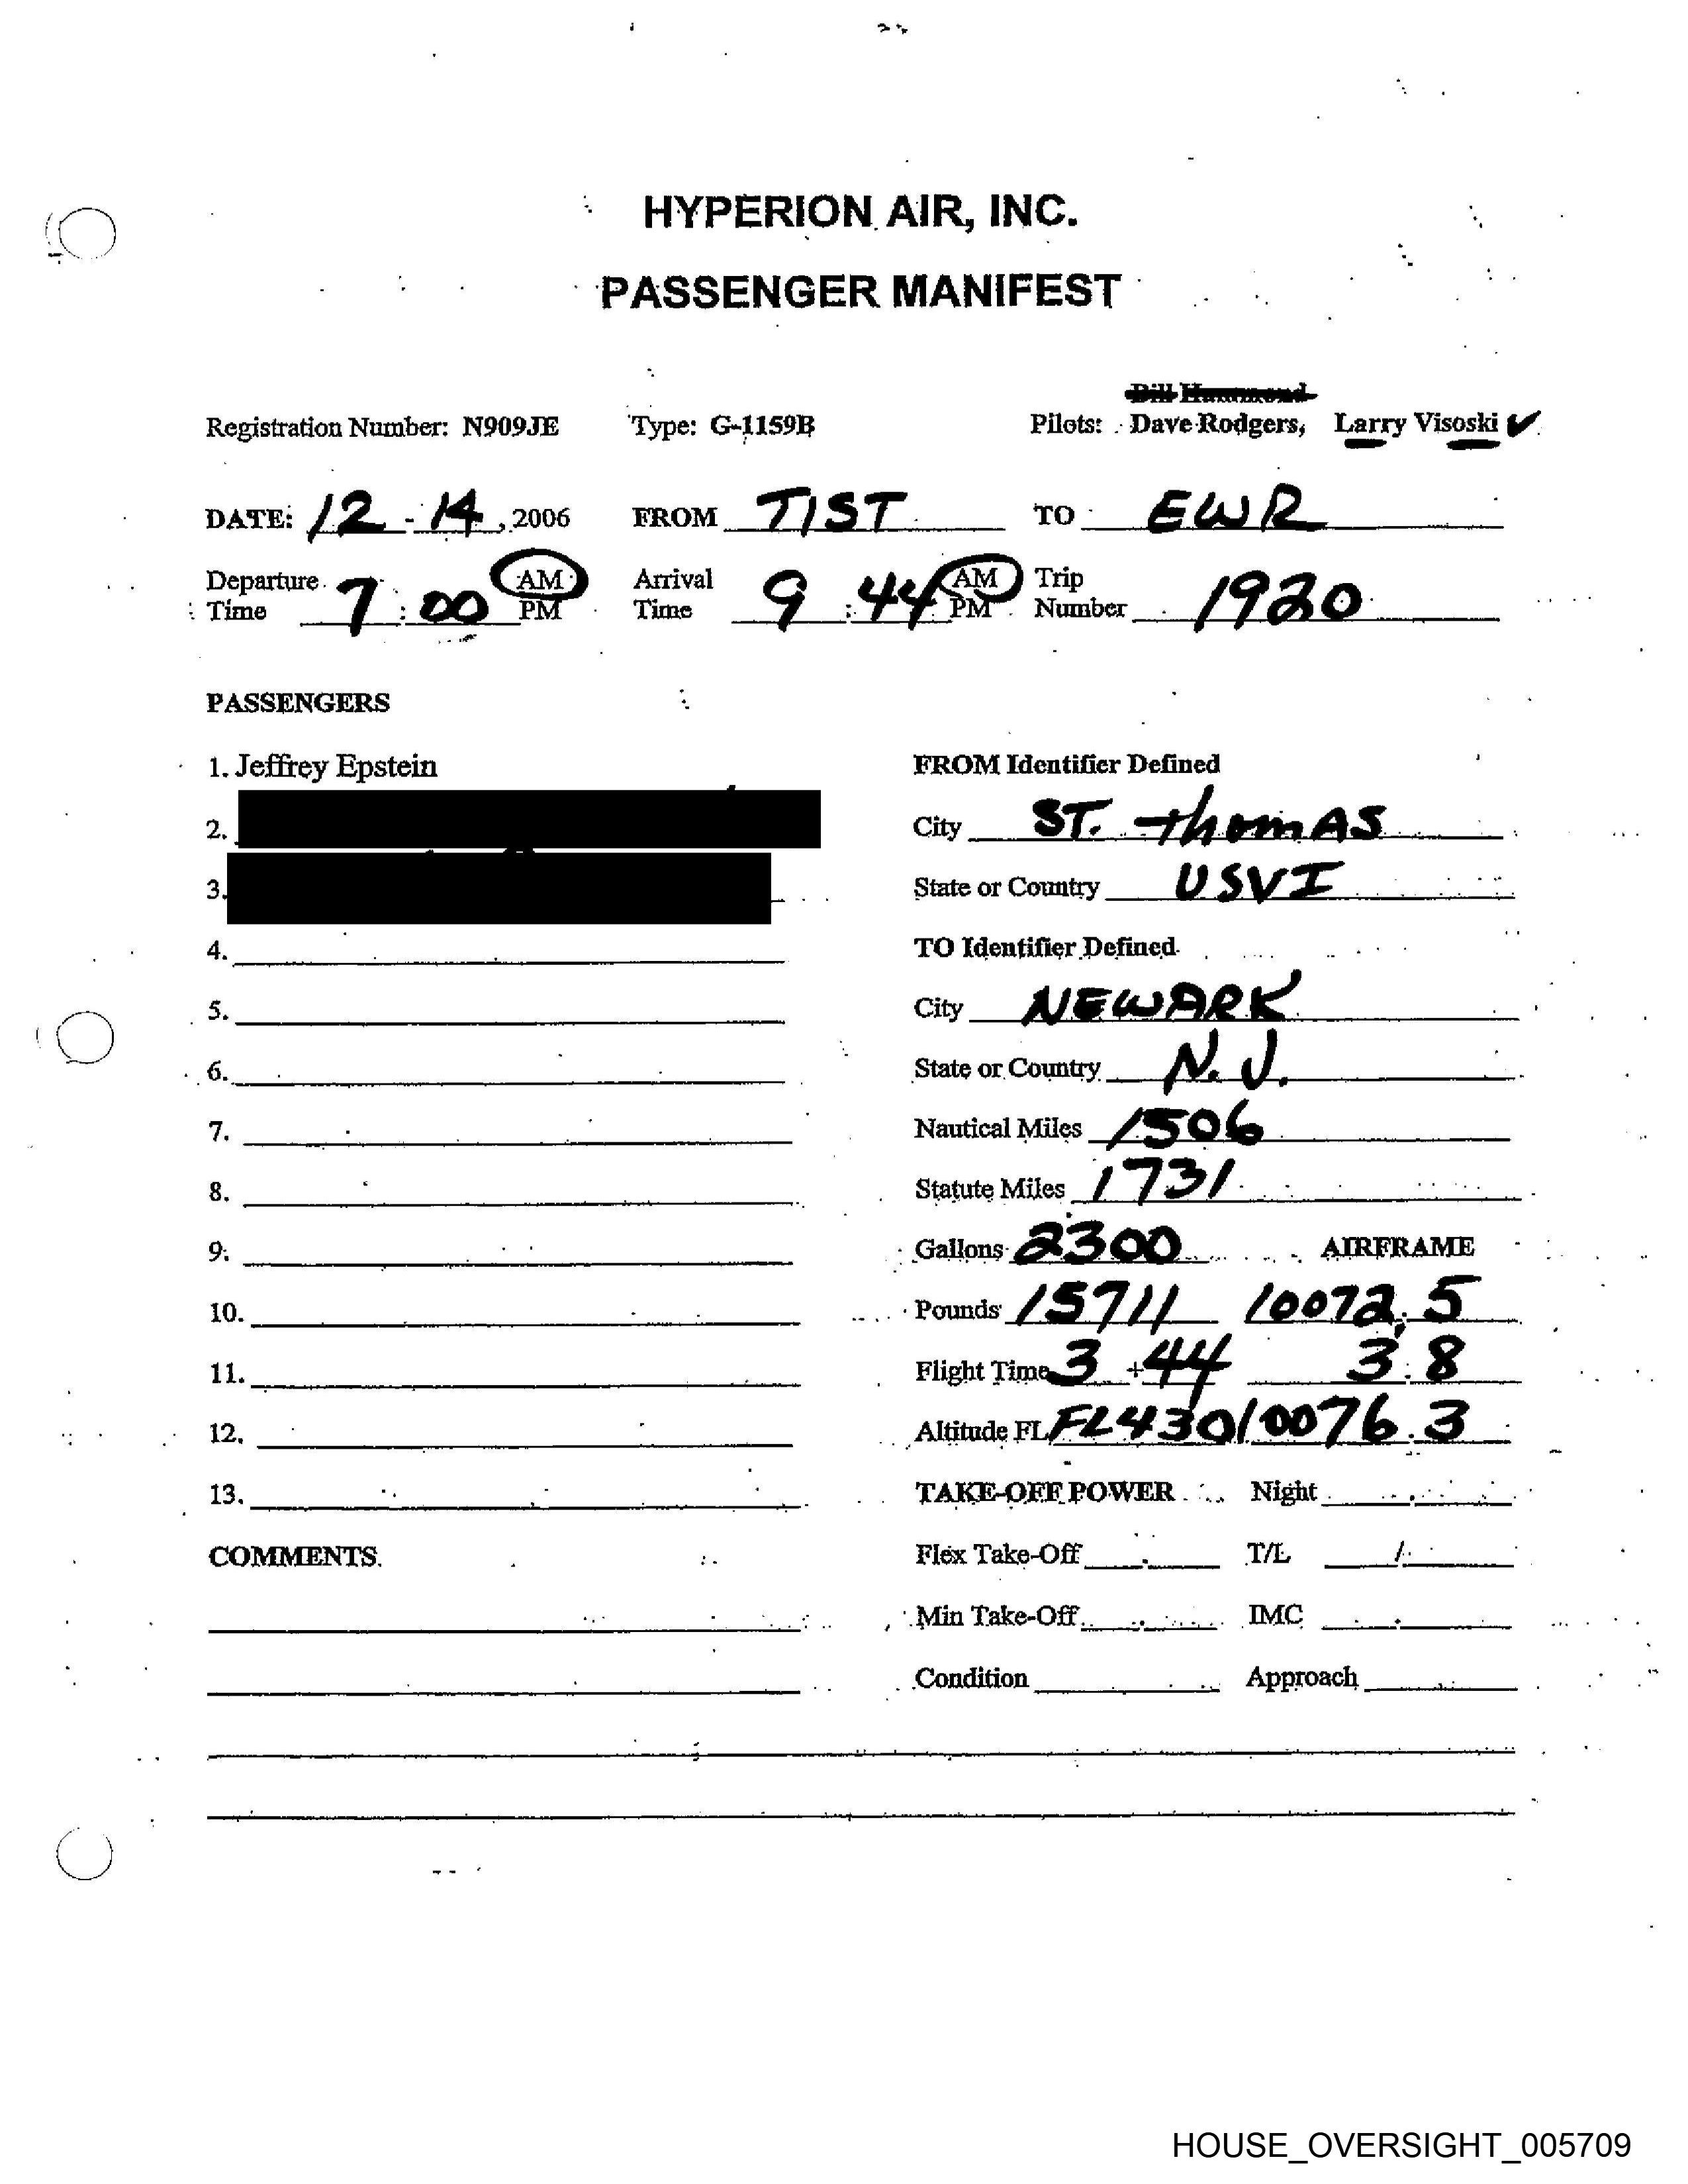 HYPERION AIR, INC.
PASSENGER MANIFEST
Bill Hammond
Registration Number: N909JE Type: G-1159B Pilots: Dave Rodgers, Larry Visoski ✓
DATE: 12 - 14, 2006 FROM TIST TO EWR
Departure Time 7 : 00 AM PM Arrival Time 9 : 44 AM PM Trip Number 1920
PASSENGERS
1. Jeffrey Epstein FROM Identifier Defined
2. City ST. thomAS
3. State or Country USVI
4. TO Identifier Defined
5. City NEWARK
6. State or Country N.J.
7. Nautical Miles 1506
8. Statute Miles 1731
9. Gallons 2300 AIRFRAME
10. Pounds 15711 10072.5
11. Flight Time 3 + 44 3.8
12. Altitude FL FL430 10076.3
13. TAKE-OFF POWER Night
COMMENTS Flex Take-Off T/L /
Min Take-Off IMC
Condition Approach
HOUSE_OVERSIGHT_005709